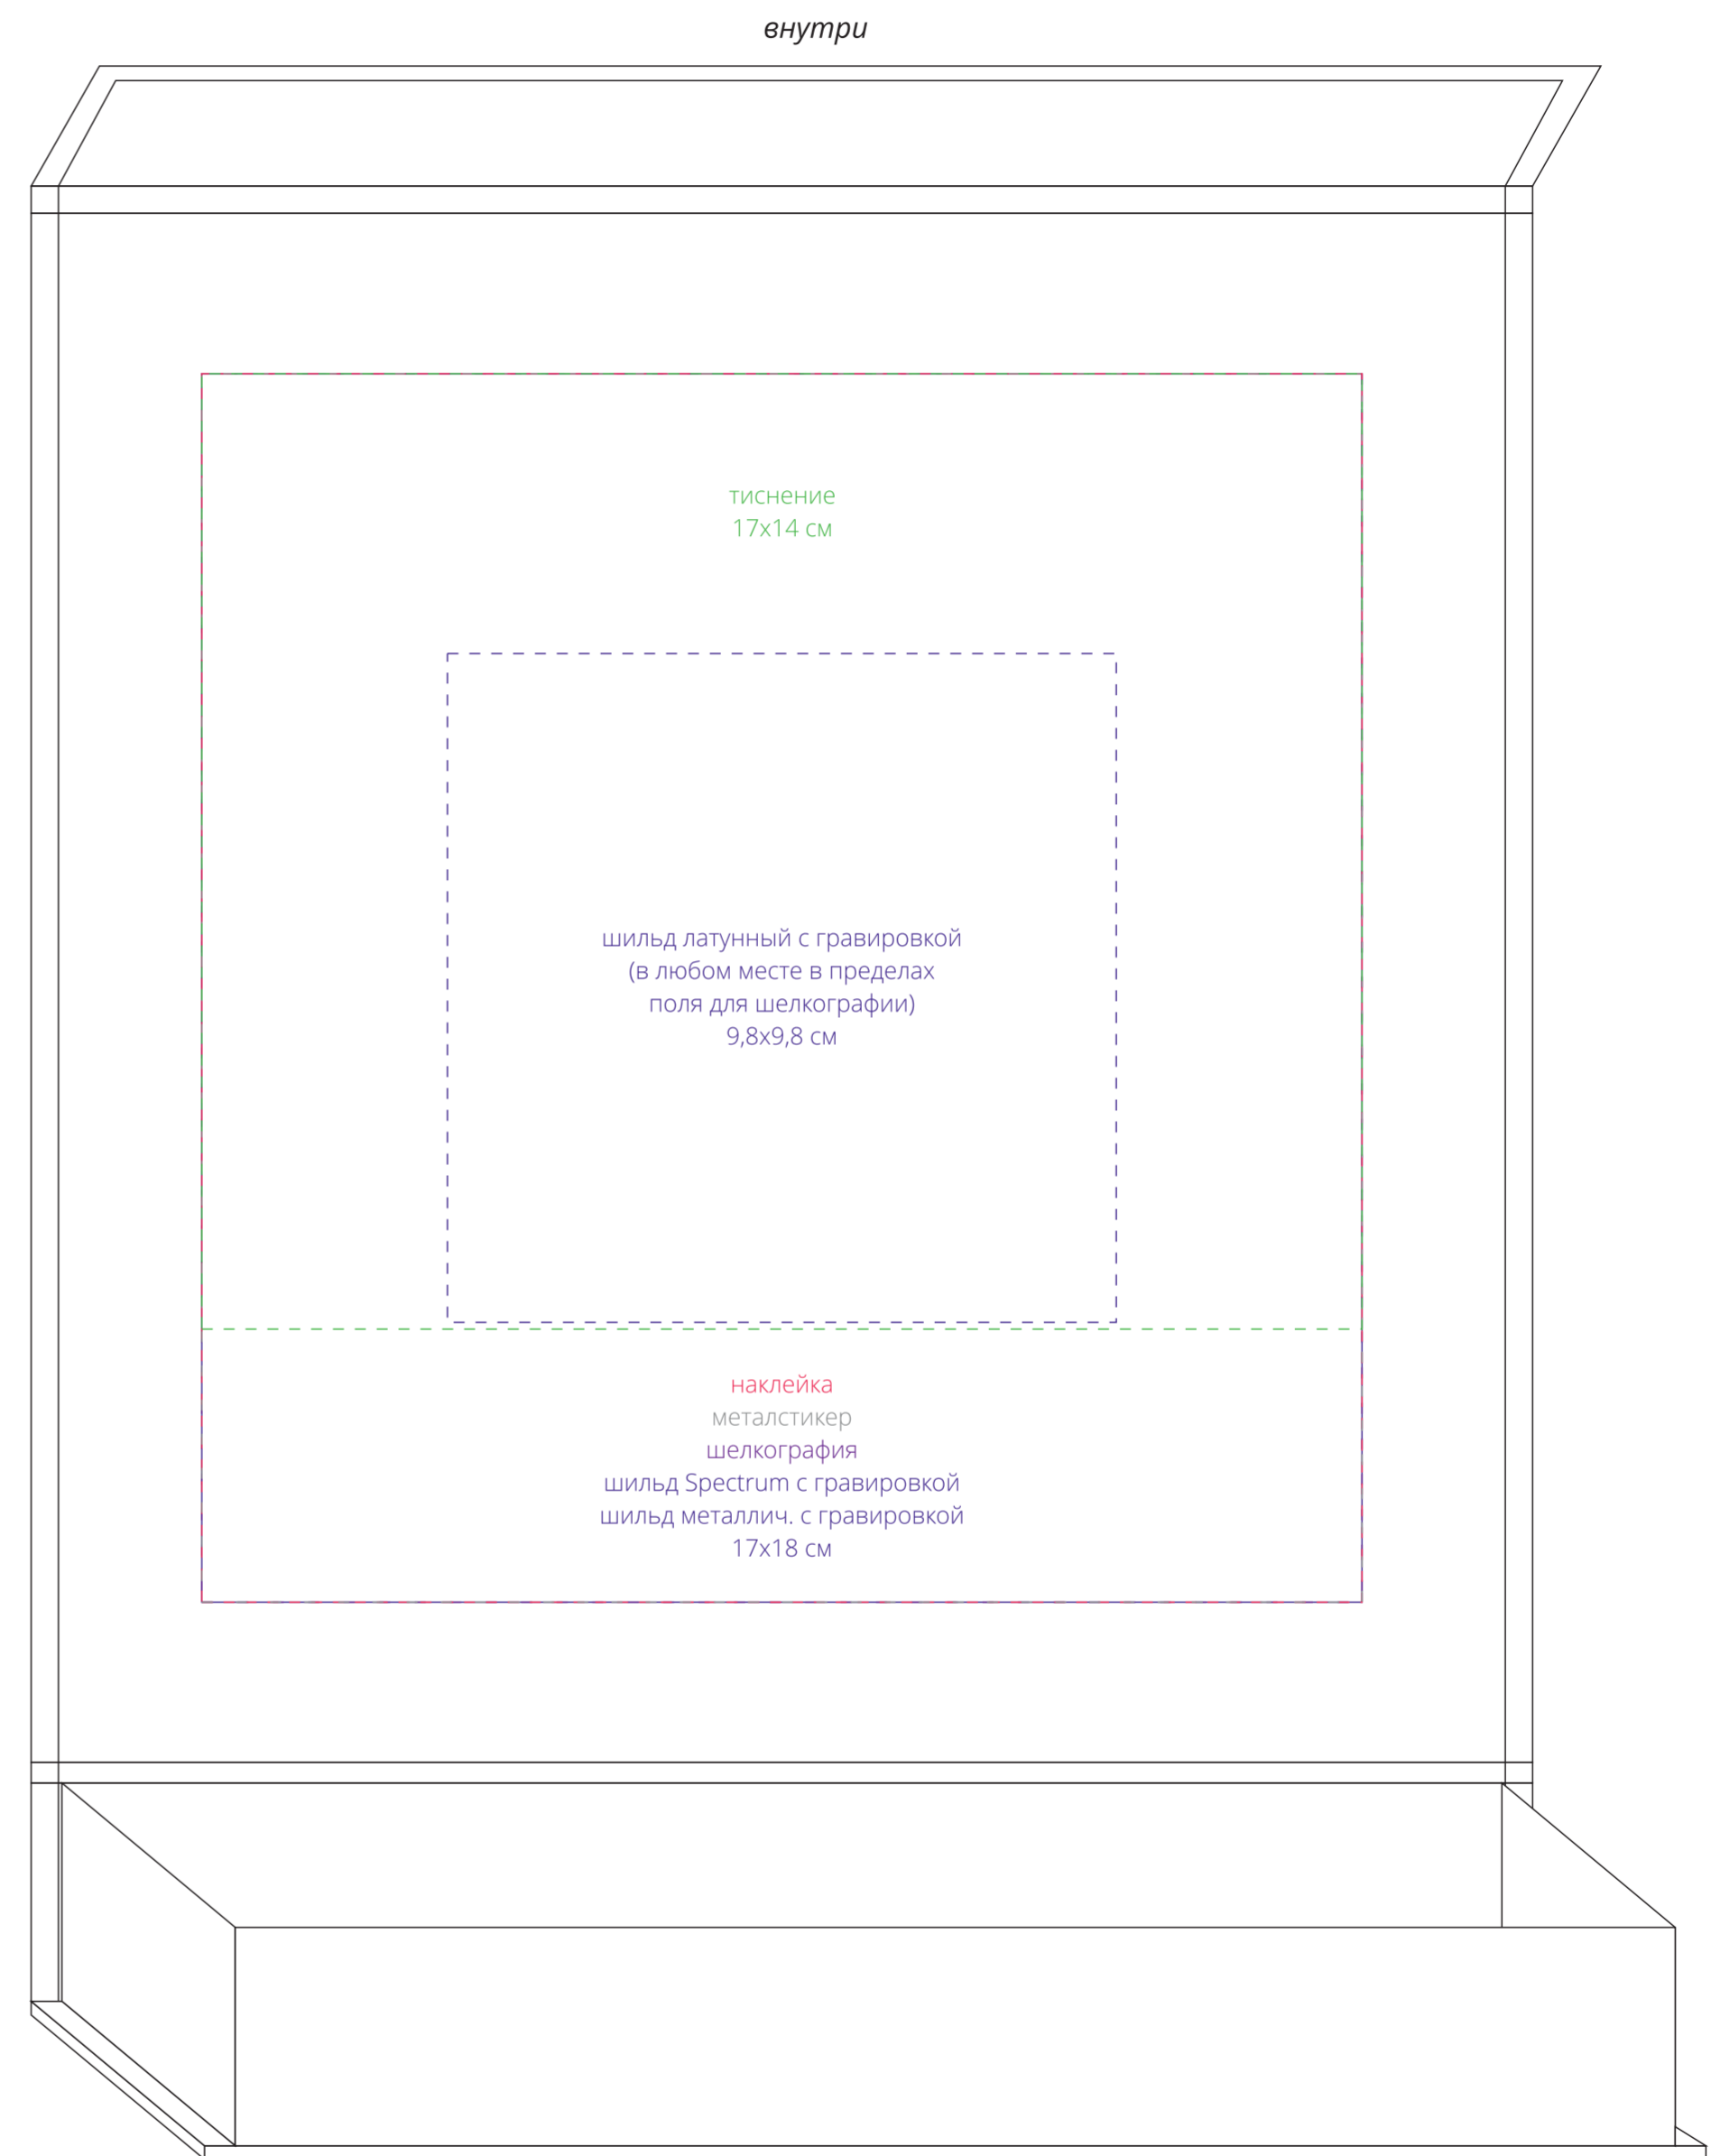 внутри
тиснение
17х14 см
шильд латунный с гравировкой
(в любом месте в пределах
поля для шелкографии)
9,8х9,8 см
наклейка
металстикер
шелкография
шильд Spectrum с гравировкой
шильд металлич. с гравировкой
17х18 см